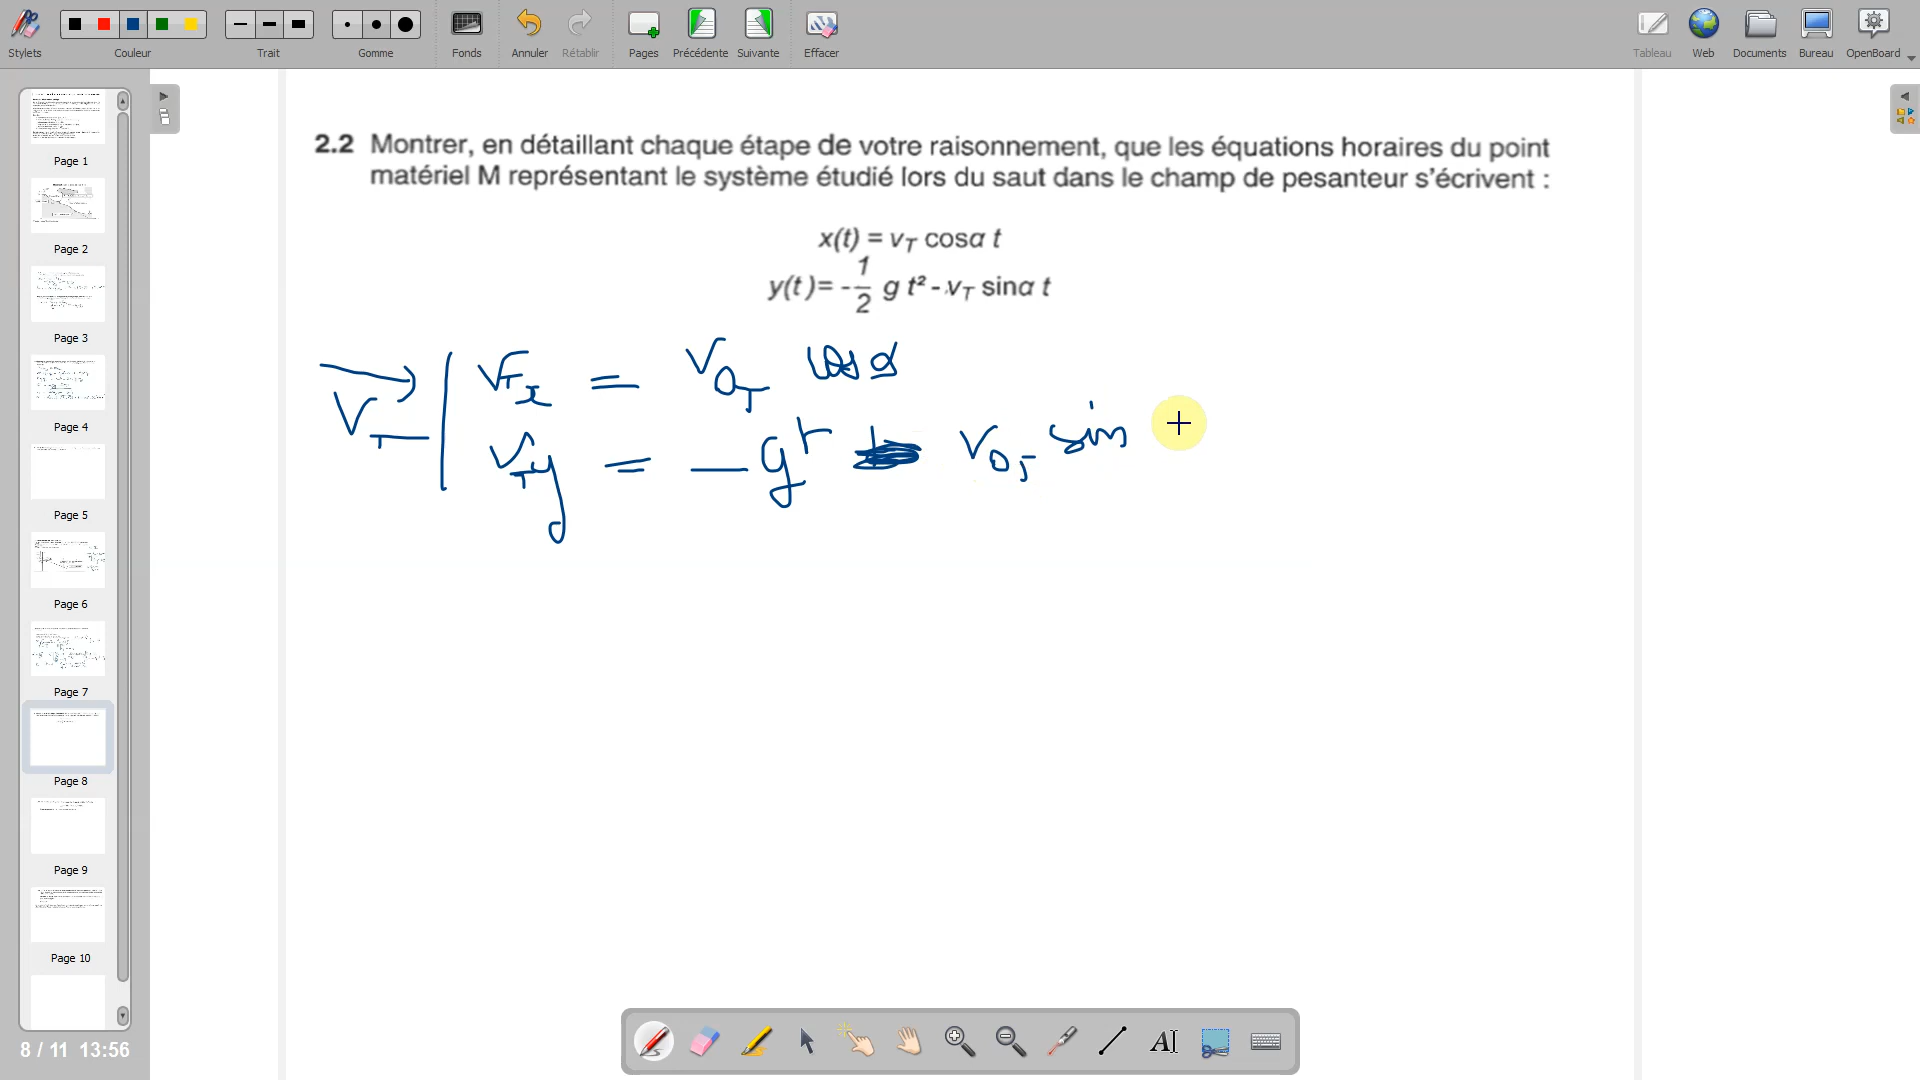 Stylets
Couleur
Trait
Gomme
Fonds
Annuler
Rétablir
Pages
Précédente
Suivante
Effacer
Tableau
Web
Documents
Bureau
OpenBoard
Page 1
Page 2
Page 3
Page 4
Page 5
Page 6
Page 7
Page 8
Page 9
Page 10
8 / 11 13:56
2.2 Montrer, en détaillant chaque étape de votre raisonnement, que les équations horaires du point
matériel M représentant le système étudié lors du saut dans le champ de pesanteur s'écrivent :
x(t) = v_T cosα t
y(t)= -1/2 g t² - v_T sinα t
V_T | V_Tx = V_0T cos α
V_Ty = - gt V_0T sin
AI